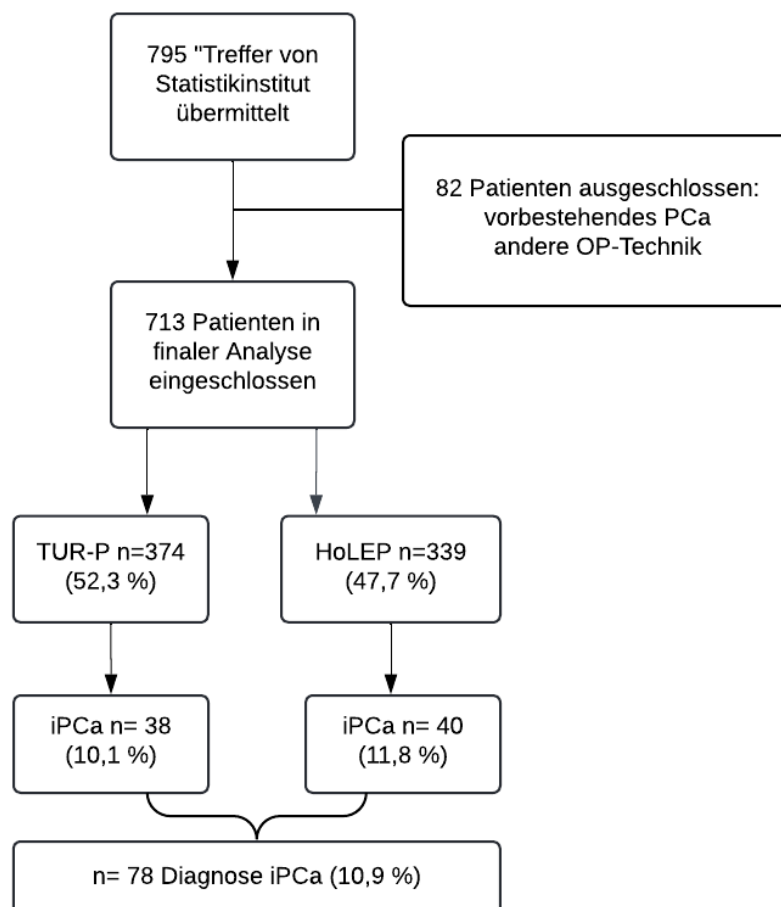 795 "Treffer von
Statistikinstitut
übermittelt
82 Patienten ausgeschlossen:
vorbestehendes PCa
andere OP-Technik
713 Patienten in
finaler Analyse
eingeschlossen
TUR-P n=374
(52,3 %)
HoLEP n=339
(47,7 %)
iPCa n= 38
(10,1 %)
iPCa n= 40
(11,8 %)
n= 78 Diagnose iPCa (10,9 %)